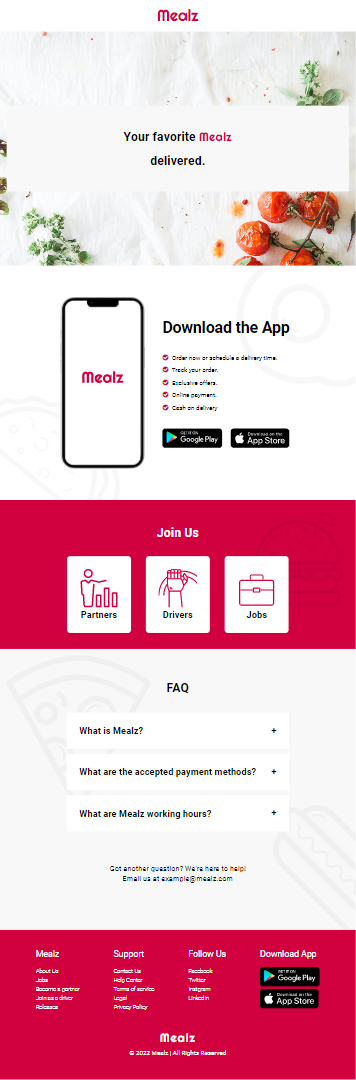 Mealz
Your favorite Mealz
delivered.
Mealz
Download the App
Order now or schedule a delivery time.
Track your order.
Exclusive offers.
Online payment.
Cash on delivery
GET IT ON
Google Play
Download on the
App Store
Join Us
Partners
Drivers
Jobs
FAQ
What is Mealz?
+
What are the accepted payment methods?
+
What are Mealz working hours?
+
Got another question? We're here to help!
Email us at example@mealz.com
Mealz
About Us
Jobs
Become a partner
Join as a driver
Releases
Support
Contact Us
Help Center
Terms of service
Legal
Privacy Policy
Follow Us
Facebook
Twitter
Instgram
LinkedIn
Download App
GET IT ON
Google Play
Download on the
App Store
Mealz
© 2022 Mealz | All Rights Reserved